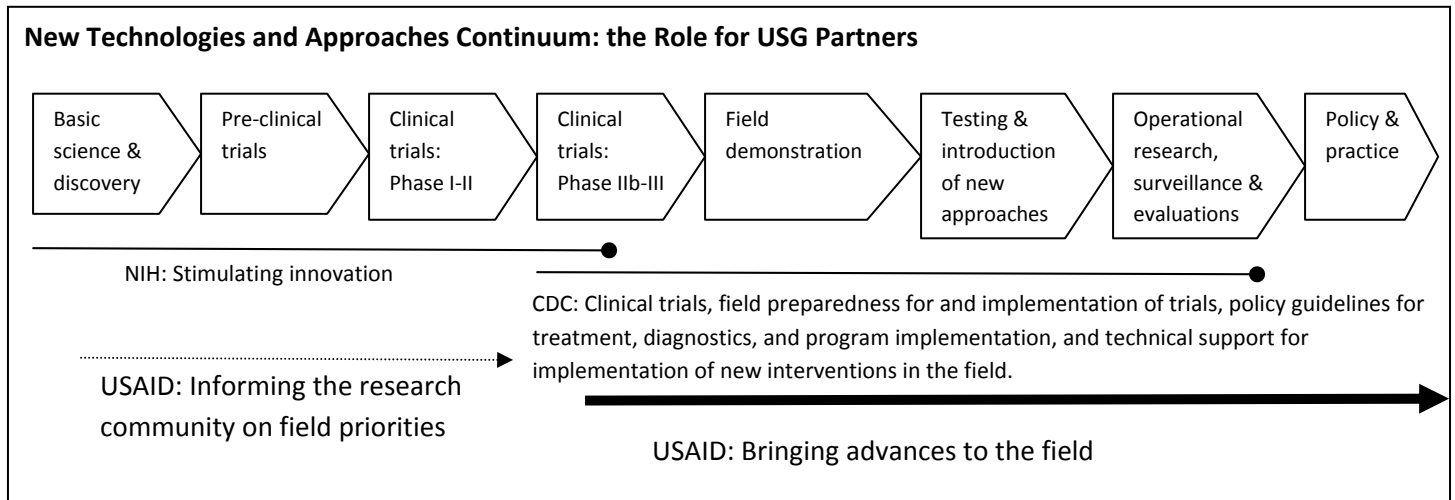 New Technologies and Approaches Continuum: the Role for USG Partners
Basic
science &
discovery
Pre-clinical
trials
Clinical
trials:
Phase I-II
Clinical
trials:
Phase IIb-III
Field
demonstration
Testing &
introduction
of new
approaches
Operational
research,
surveillance &
evaluations
Policy &
practice
NIH: Stimulating innovation
CDC: Clinical trials, field preparedness for and implementation of trials, policy guidelines for
treatment, diagnostics, and program implementation, and technical support for
implementation of new interventions in the field.
USAID: Informing the research
community on field priorities
USAID: Bringing advances to the field